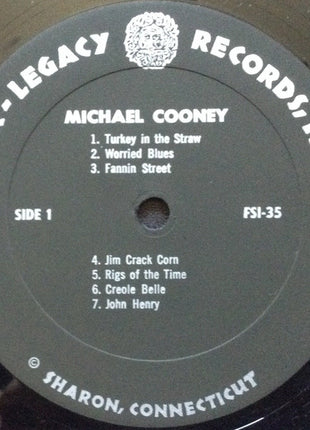 - LEGACY RECORDS,
MICHAEL COONEY
1. Turkey in the Straw
2. Worried Blues
3. Fannin Street
SIDE 1
FSI-35
4. Jim Crack Corn
5. Rigs of the Time
6. Creole Belle
7. John Henry
© SHARON, CONNECTICUT